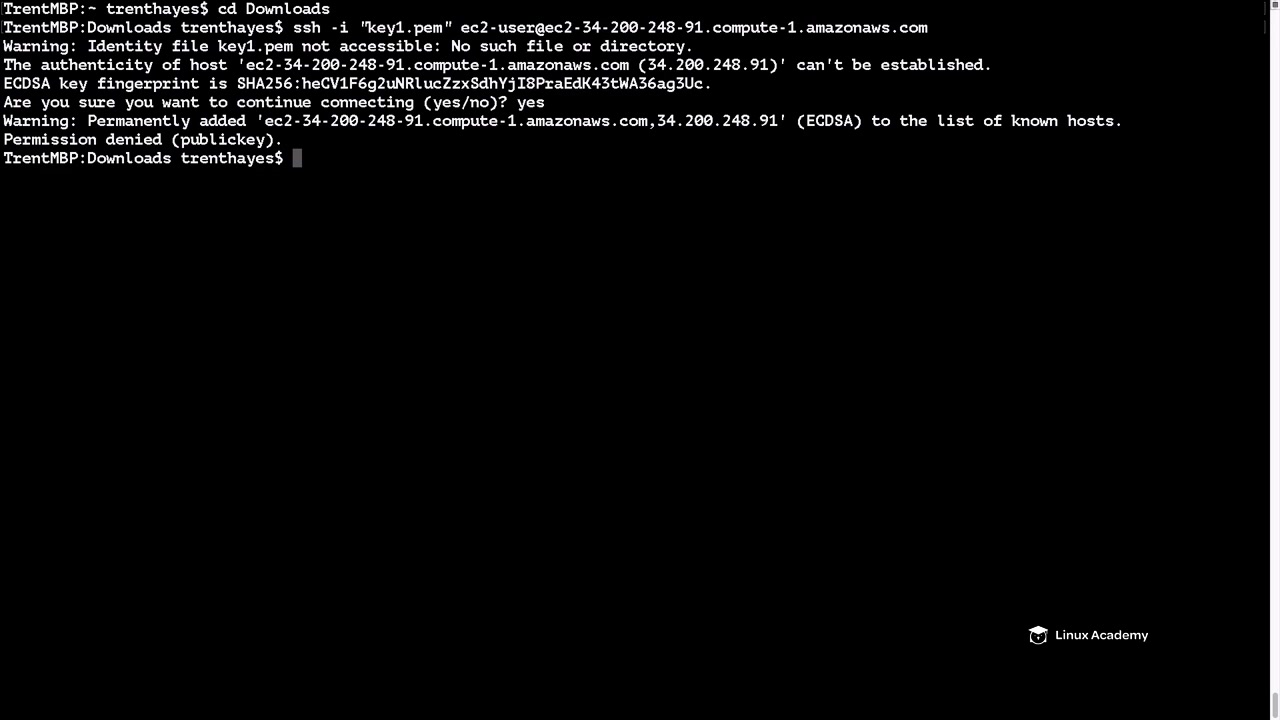 TrentMBP:~ trenthayes$ cd Downloads
TrentMBP:Downloads trenthayes$ ssh -i "key1.pem" ec2-user@ec2-34-200-248-91.compute-1.amazonaws.com
Warning: Identity file key1.pem not accessible: No such file or directory.
The authenticity of host 'ec2-34-200-248-91.compute-1.amazonaws.com (34.200.248.91)' can't be established.
ECDSA key fingerprint is SHA256:heCV1F6g2uNRlucZzxSdhYjI8PraEdK43tWA36ag3Uc.
Are you sure you want to continue connecting (yes/no)? yes
Warning: Permanently added 'ec2-34-200-248-91.compute-1.amazonaws.com,34.200.248.91' (ECDSA) to the list of known hosts.
Permission denied (publickey).
TrentMBP:Downloads trenthayes$
Linux Academy